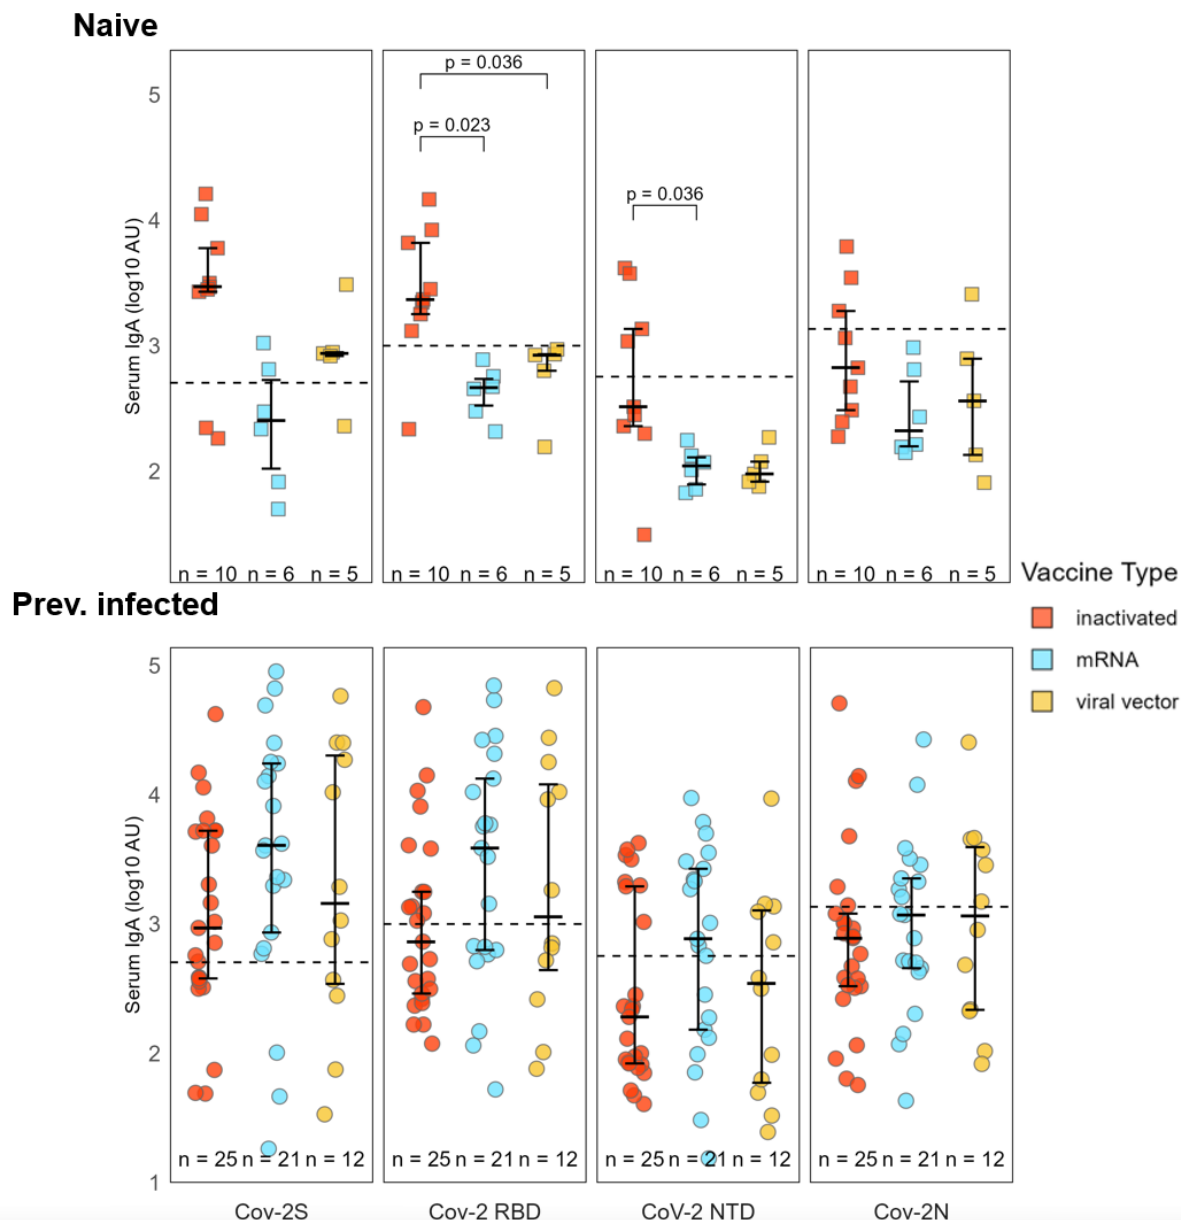 Naive
p = 0.036
p = 0.023
p = 0.036
5
4
3
2
Serum IgA (log10 AU)
n = 10 n = 6 n = 5
n = 10 n = 6 n = 5
n = 10 n = 6 n = 5
n = 10 n = 6 n = 5
Vaccine Type
inactivated
mRNA
viral vector
Prev. infected
5
4
3
2
1
Serum IgA (log10 AU)
n = 25 n = 21 n = 12
n = 25 n = 21 n = 12
n = 25 n = 21 n = 12
n = 25 n = 21 n = 12
Cov-2S
Cov-2 RBD
CoV-2 NTD
Cov-2N